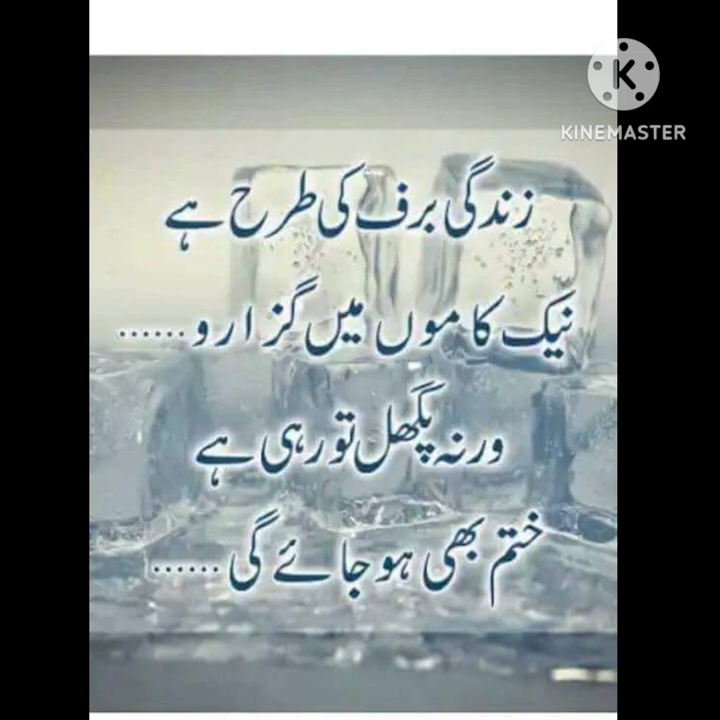 KINEMASTER
زندگی برف کی طرح ہے
نیک کاموں میں گزارو ......
ورنہ پگھل تو رہی ہے
ختم بھی ہو جائے گی ......